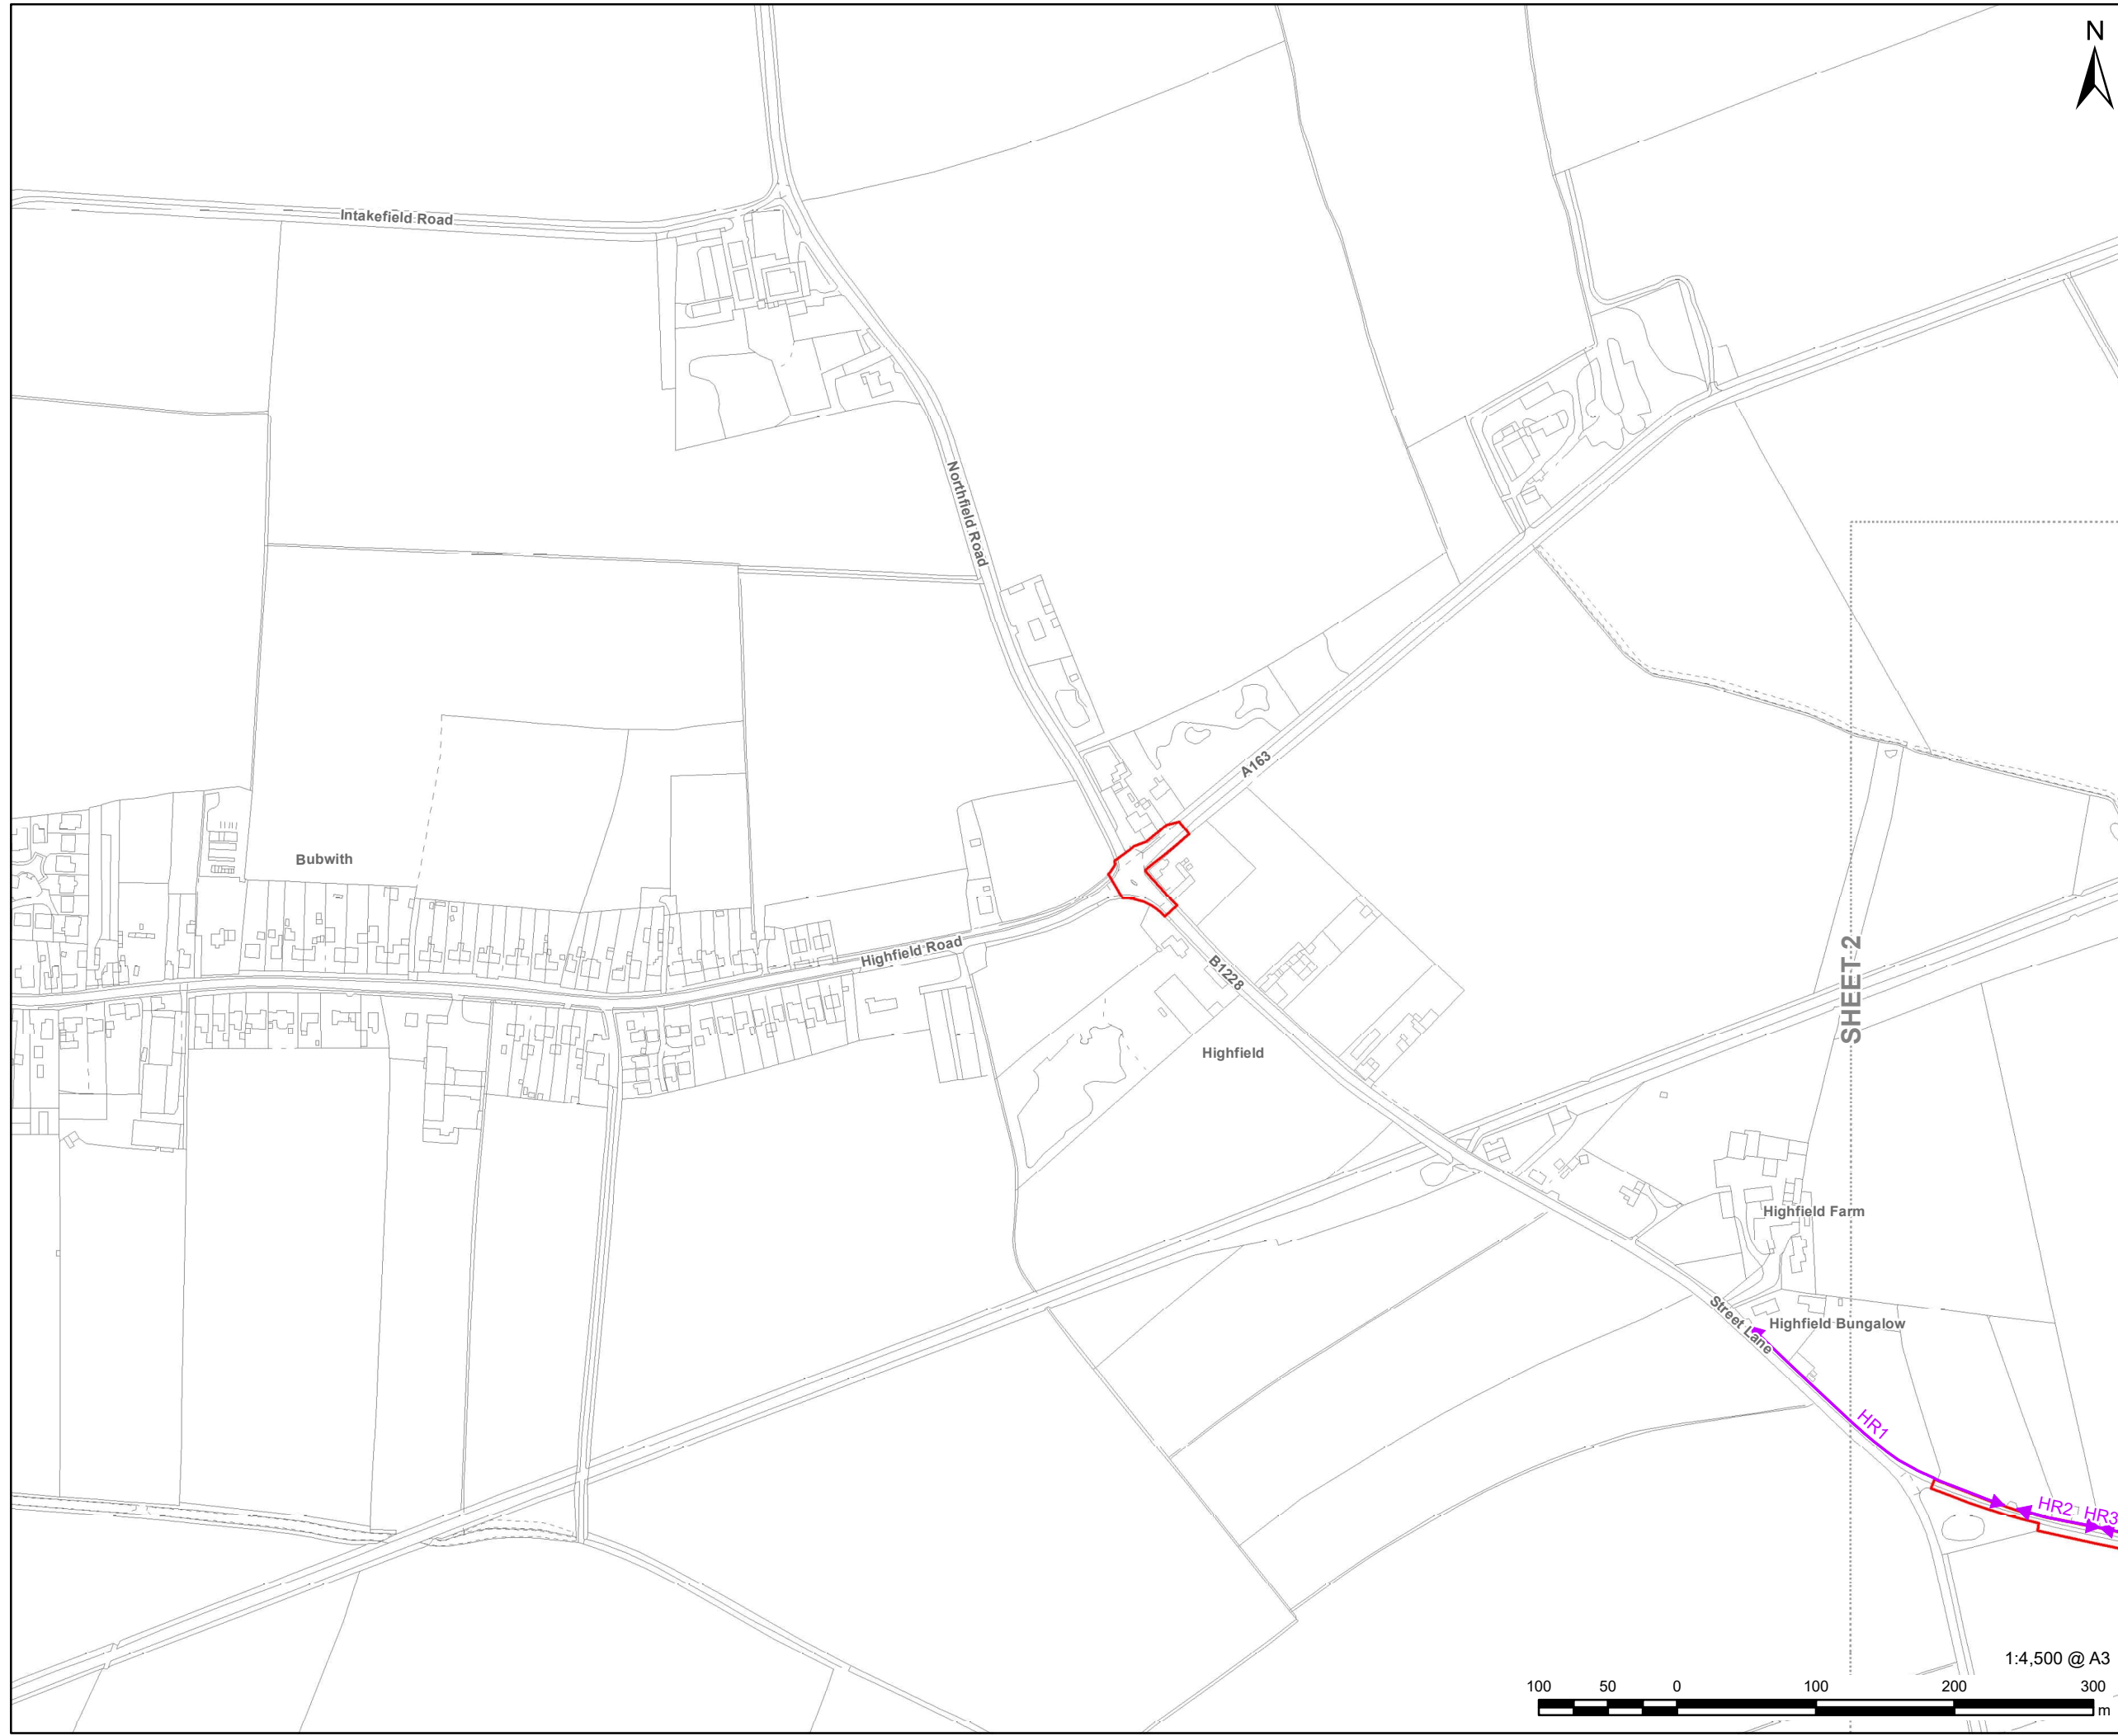 N
Intakefield Road
Northfield Road
A163
Bubwith
Highfield Road
B1228
SHEET 2
Highfield
Highfield Farm
Street Lane
Highfield Bungalow
HR1
HR2
HR3
1:4,500 @ A3
100 50 0 100 200 300
m